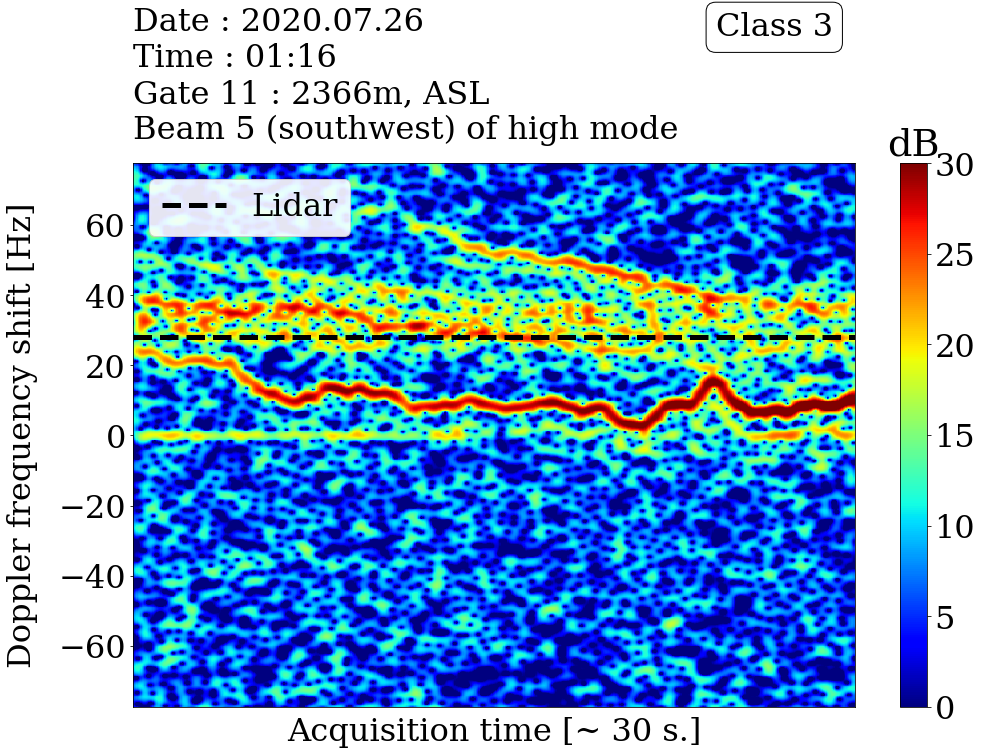 Date : 2020.07.26
Time : 01:16
Gate 11 : 2366m, ASL
Beam 5 (southwest) of high mode
Class 3
dB
Lidar
Doppler frequency shift [Hz]
60
40
20
0
−20
−40
−60
30
25
20
15
10
5
0
Acquisition time [~ 30 s.]